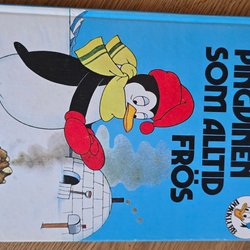 PINGVINEN
SOM ALLTID
FRÖS